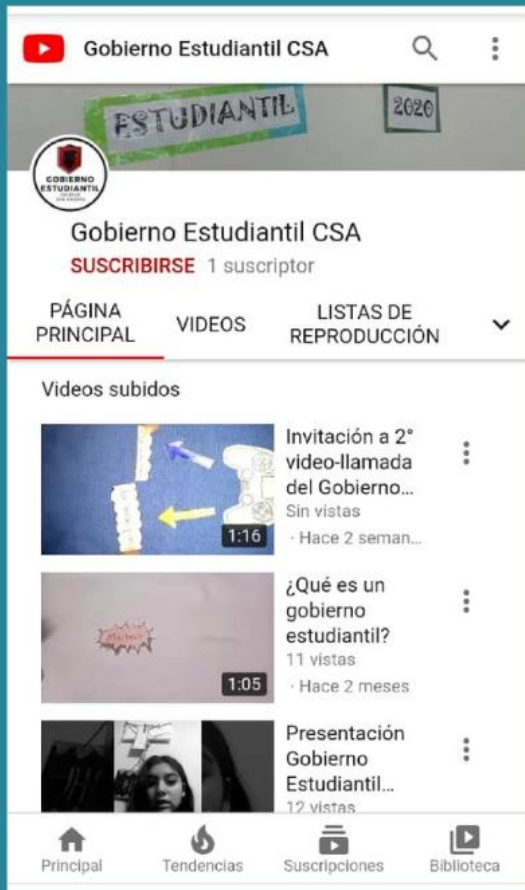 Gobierno Estudiantil CSA
ESTUDIANTIL
2020
GOBIERNO
ESTUDIANTIL
Gobierno Estudiantil CSA
SUSCRIBIRSE 1 suscriptor
PÁGINA
PRINCIPAL
VIDEOS
LISTAS DE
REPRODUCCIÓN
Videos subidos
Invitación a 2°
video-llamada
del Gobierno...
Sin vistas
· Hace 2 seman...
1:16
¿Qué es un
gobierno
estudiantil?
11 vistas
· Hace 2 meses
1:05
Presentación
Gobierno
Estudiantil...
12 vistas
Principal
Tendencias
Suscripciones
Biblioteca